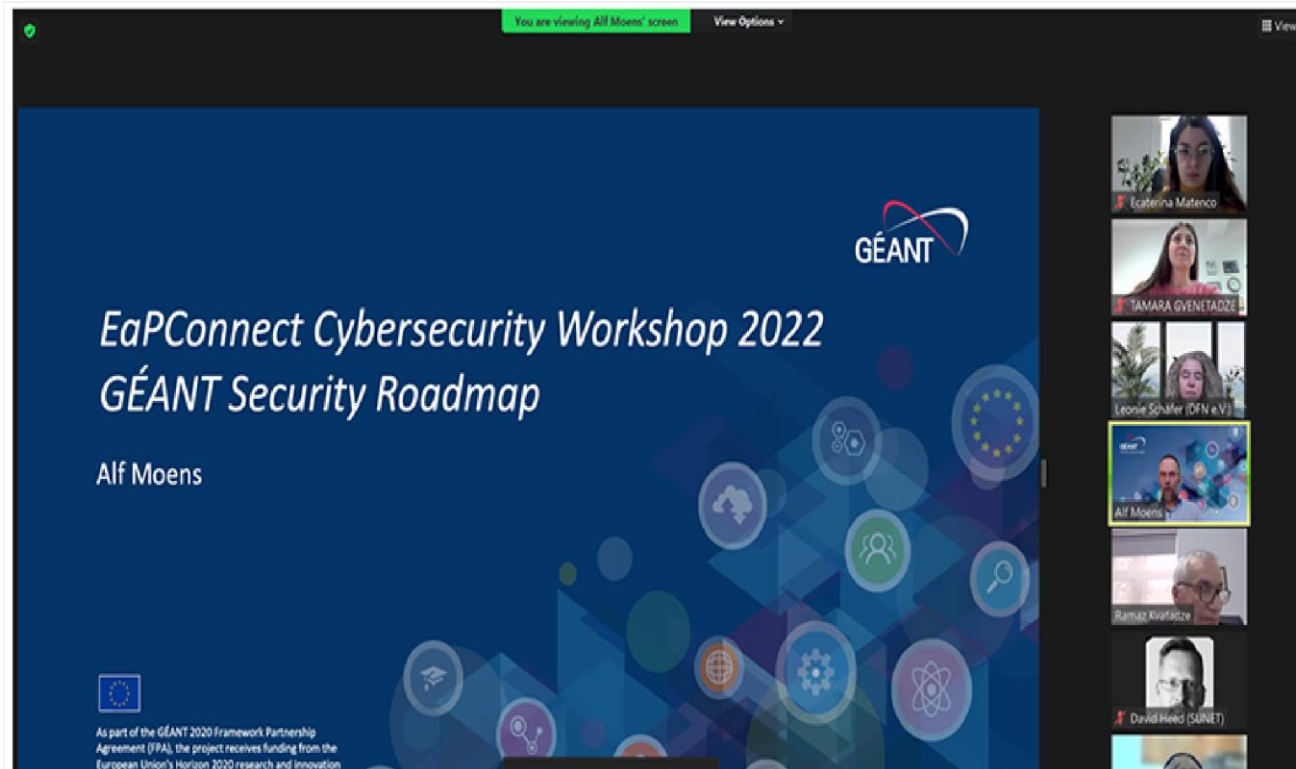 You are viewing Alf Moens' screen
View Options
View
GÉANT
EaPConnect Cybersecurity Workshop 2022
GÉANT Security Roadmap
Alf Moens
As part of the GÉANT 2020 Framework Partnership
Agreement (FPA), the project receives funding from the
European Union's Horizon 2020 research and innovation
Ecaterina Matenco
TAMARA GVENETADZE
Leonie Schäfer (DFN e.V.)
GÉANT
Alf Moens
Ramaz Kvatadze
David Heed (SUNET)